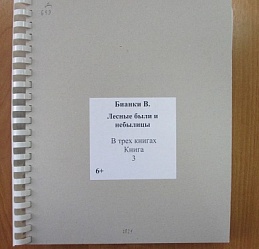 Бианки В.
Лесные были и
небылицы
В трех книгах
Книга
3
6+